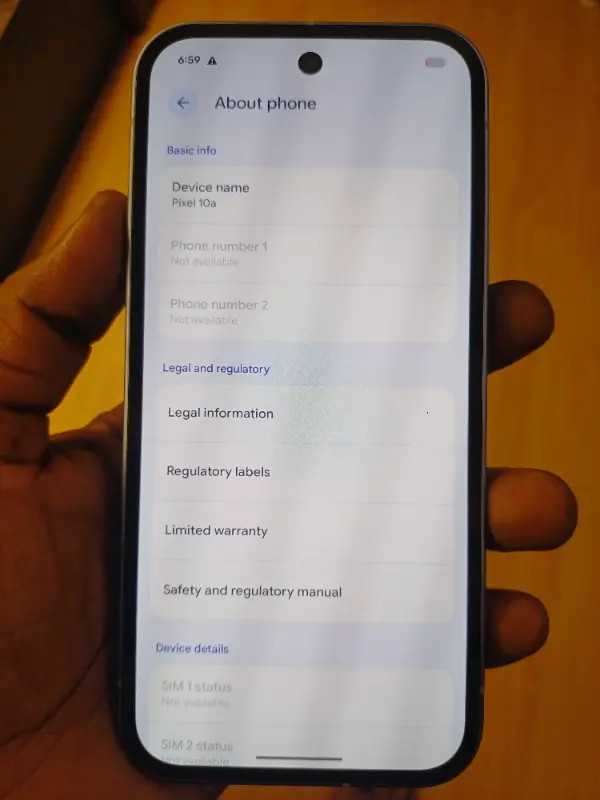 6:59
About phone
Basic info
Device name
Pixel 10a
Phone number 1
Not available
Phone number 2
Not available
Legal and regulatory
Legal information
Regulatory labels
Limited warranty
Safety and regulatory manual
Device details
SIM 1 status
Not available
SIM 2 status
Not available